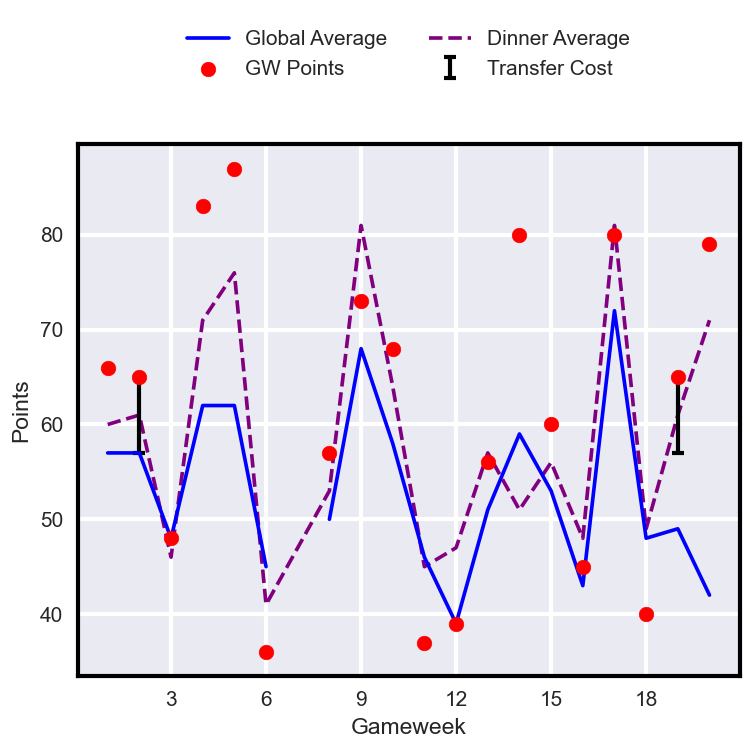 Global Average
Dinner Average
GW Points
Transfer Cost
80
70
60
50
40
Points
3 6 9 12 15 18
Gameweek